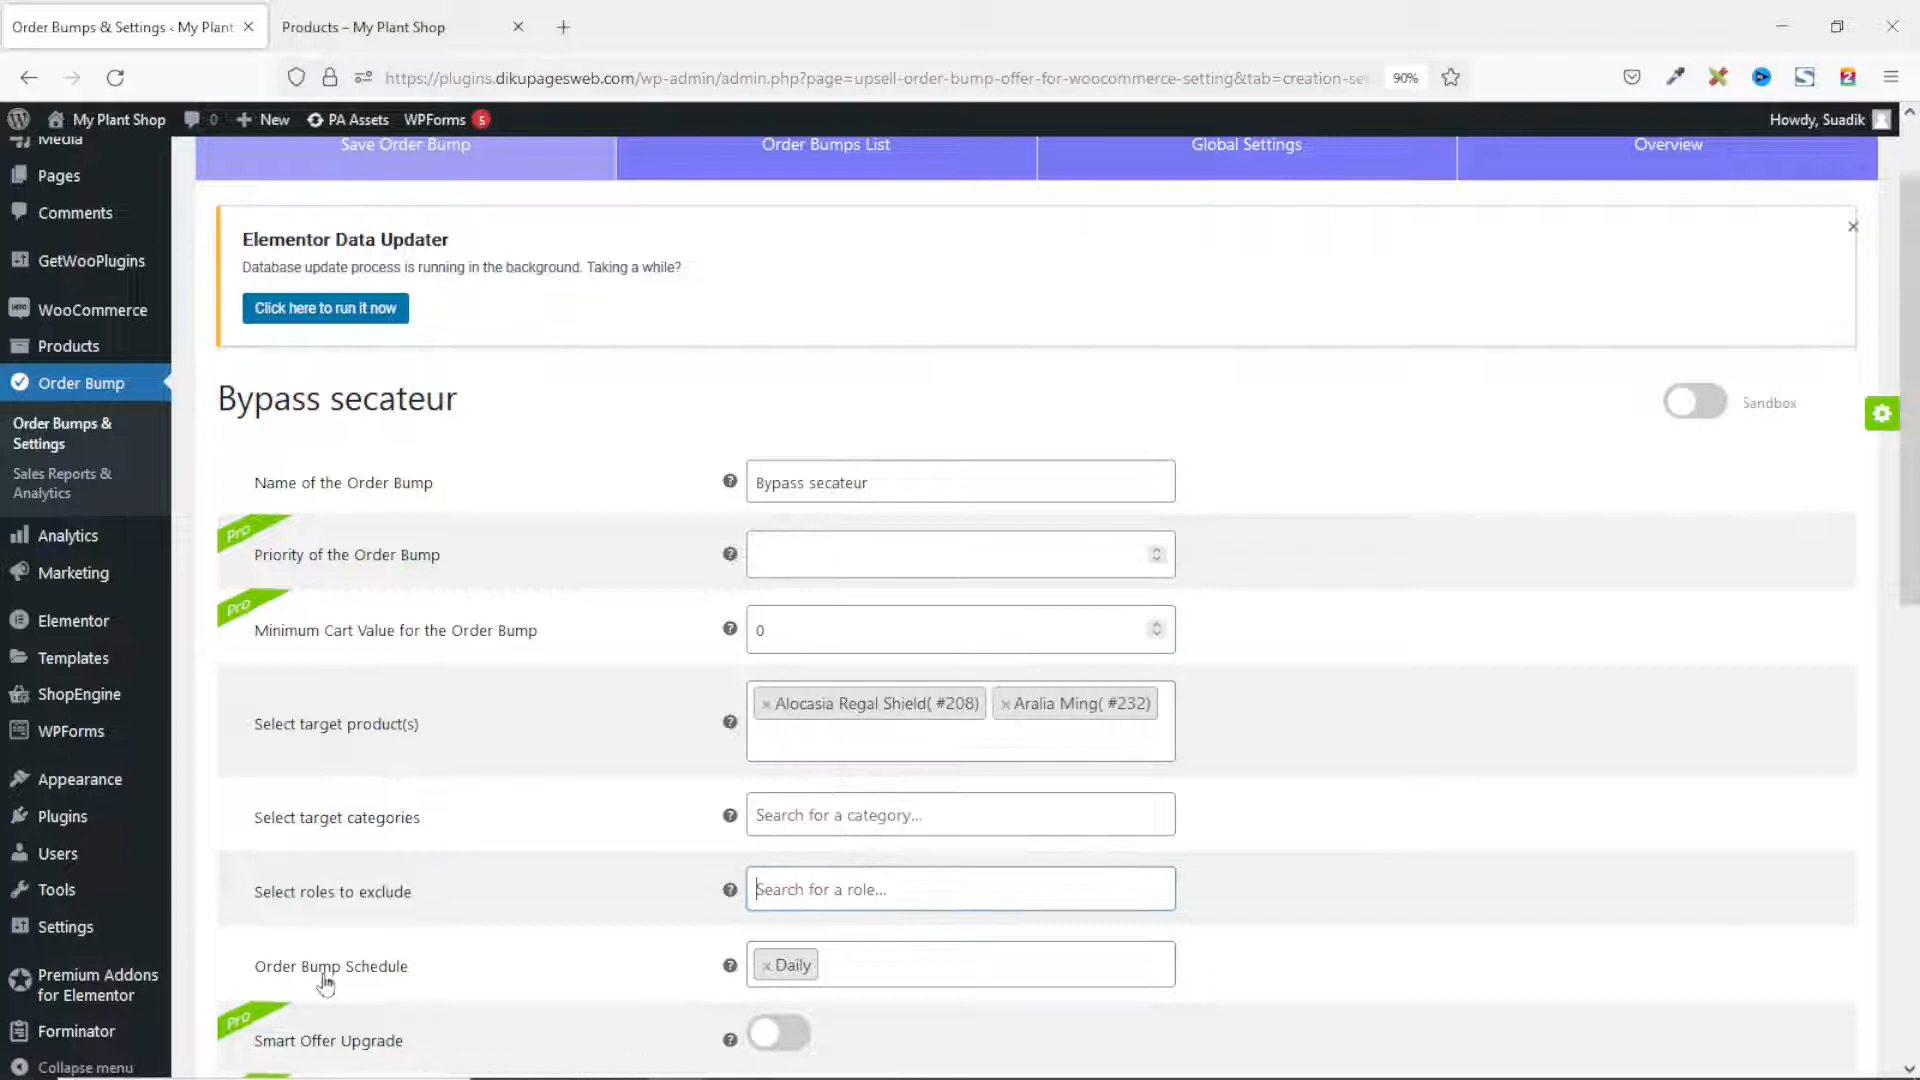 Order Bumps & Settings ‹ My Plant
Products – My Plant Shop
https://plugins.dikupagesweb.com/wp-admin/admin.php?page=upsell-order-bump-offer-for-woocommerce-setting&tab=creation-se
90%
My Plant Shop
0
New
PA Assets
WPForms 5
Howdy, Suadik
Media
Pages
Comments
GetWooPlugins
WooCommerce
Products
Order Bump
Order Bumps &
Settings
Sales Reports &
Analytics
Analytics
Marketing
Elementor
Templates
ShopEngine
WPForms
Appearance
Plugins
Users
Tools
Settings
Premium Addons
for Elementor
Forminator
Collapse menu
Save Order Bump
Order Bumps List
Global Settings
Overview
Elementor Data Updater
Database update process is running in the background. Taking a while?
Click here to run it now
Bypass secateur
Sandbox
Name of the Order Bump
Bypass secateur
Pro
Priority of the Order Bump
Pro
Minimum Cart Value for the Order Bump
0
Select target product(s)
×Alocasia Regal Shield( #208) ×Aralia Ming( #232)
Select target categories
Search for a category...
Select roles to exclude
Search for a role...
Order Bump Schedule
×Daily
Pro
Smart Offer Upgrade